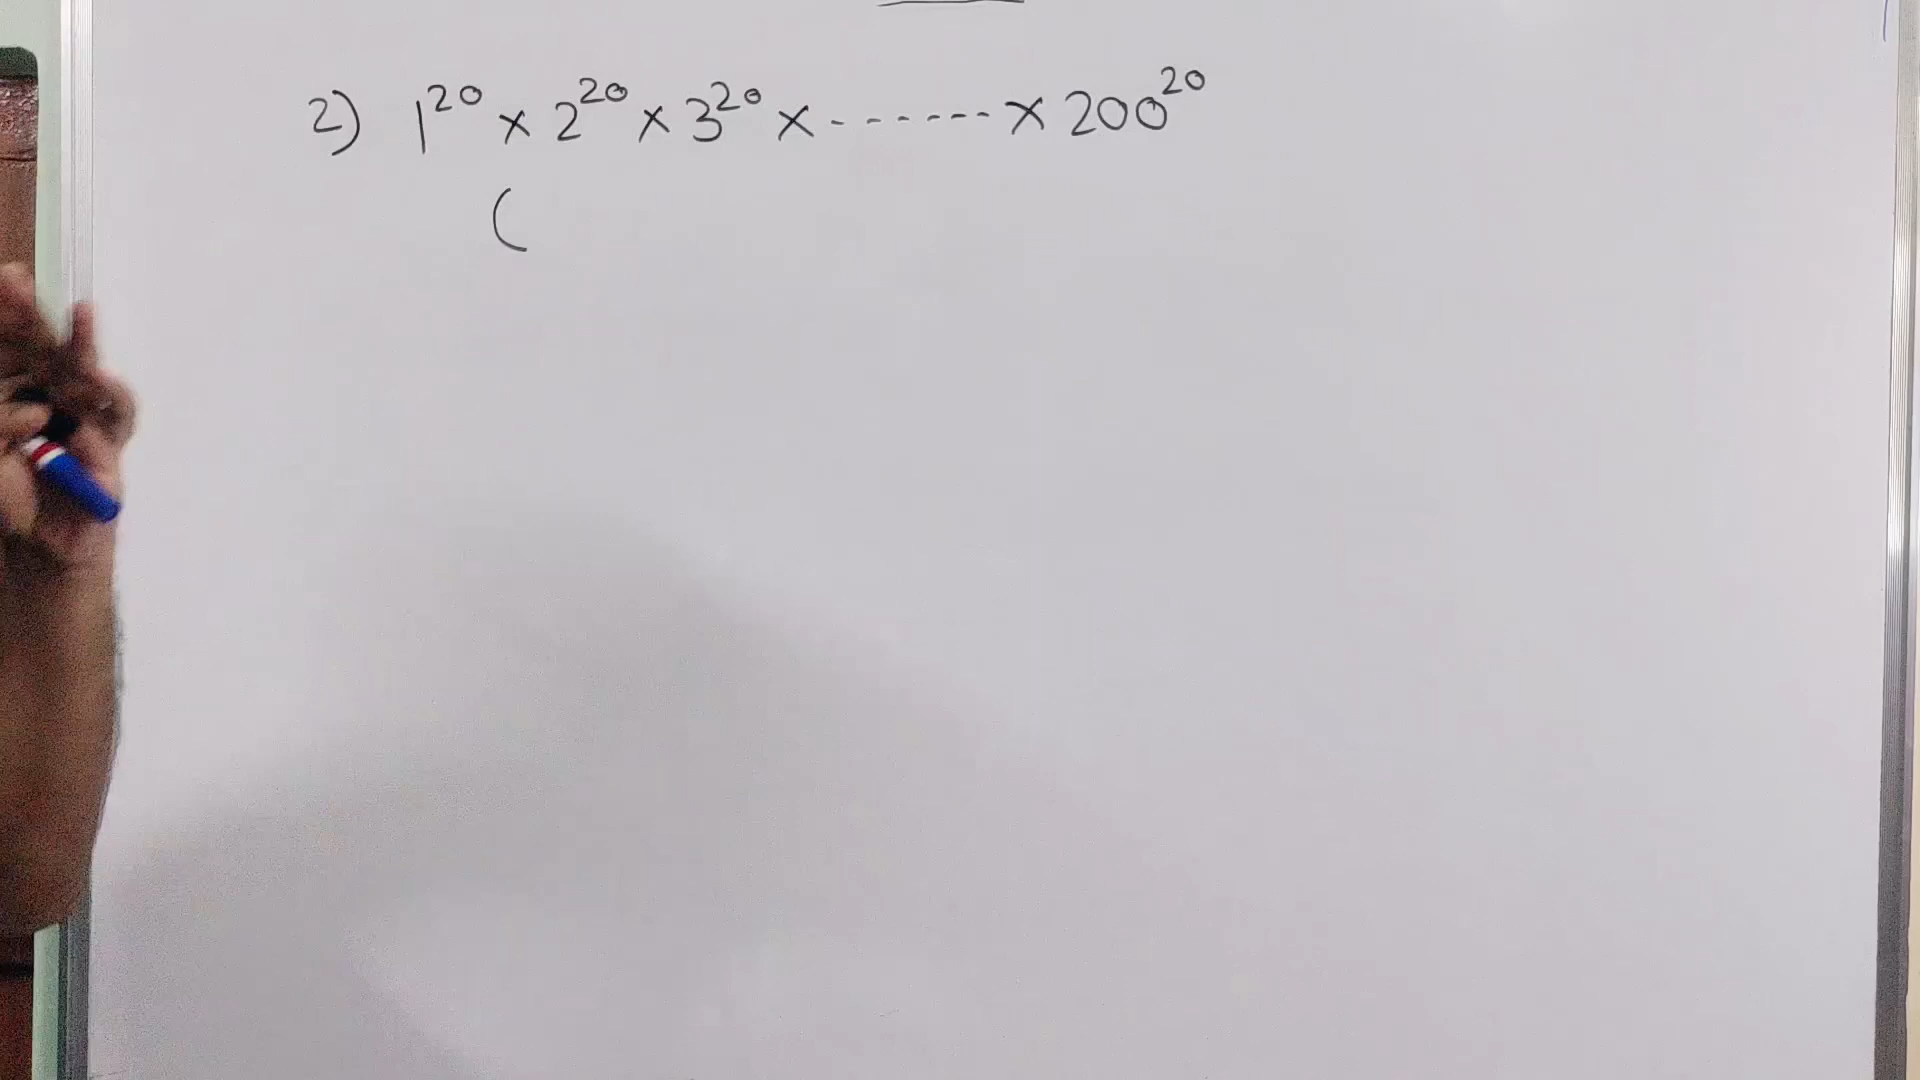 2) 1²⁰ × 2²⁰ × 3²⁰ × ------- × 200²⁰
(